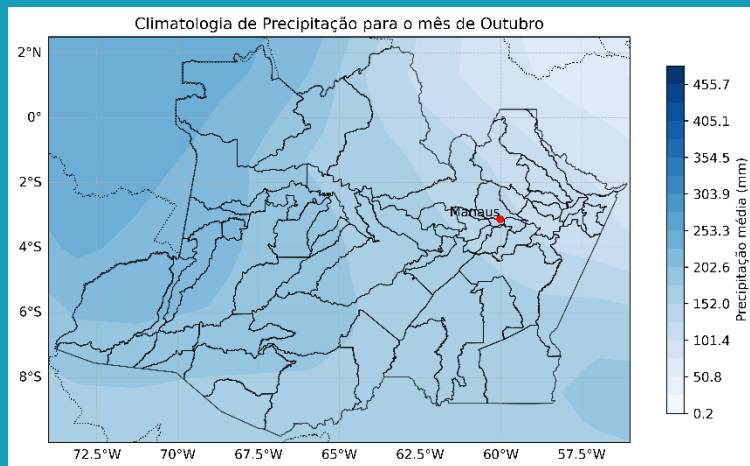 Climatologia de Precipitação para o mês de Outubro
2°N
0°
2°S
4°S
6°S
8°S
72.5°W 70°W 67.5°W 65°W 62.5°W 60°W 57.5°W
Manaus
455.7
405.1
354.5
303.9
253.3
202.6
152.0
101.4
50.8
0.2
Precipitação média (mm)